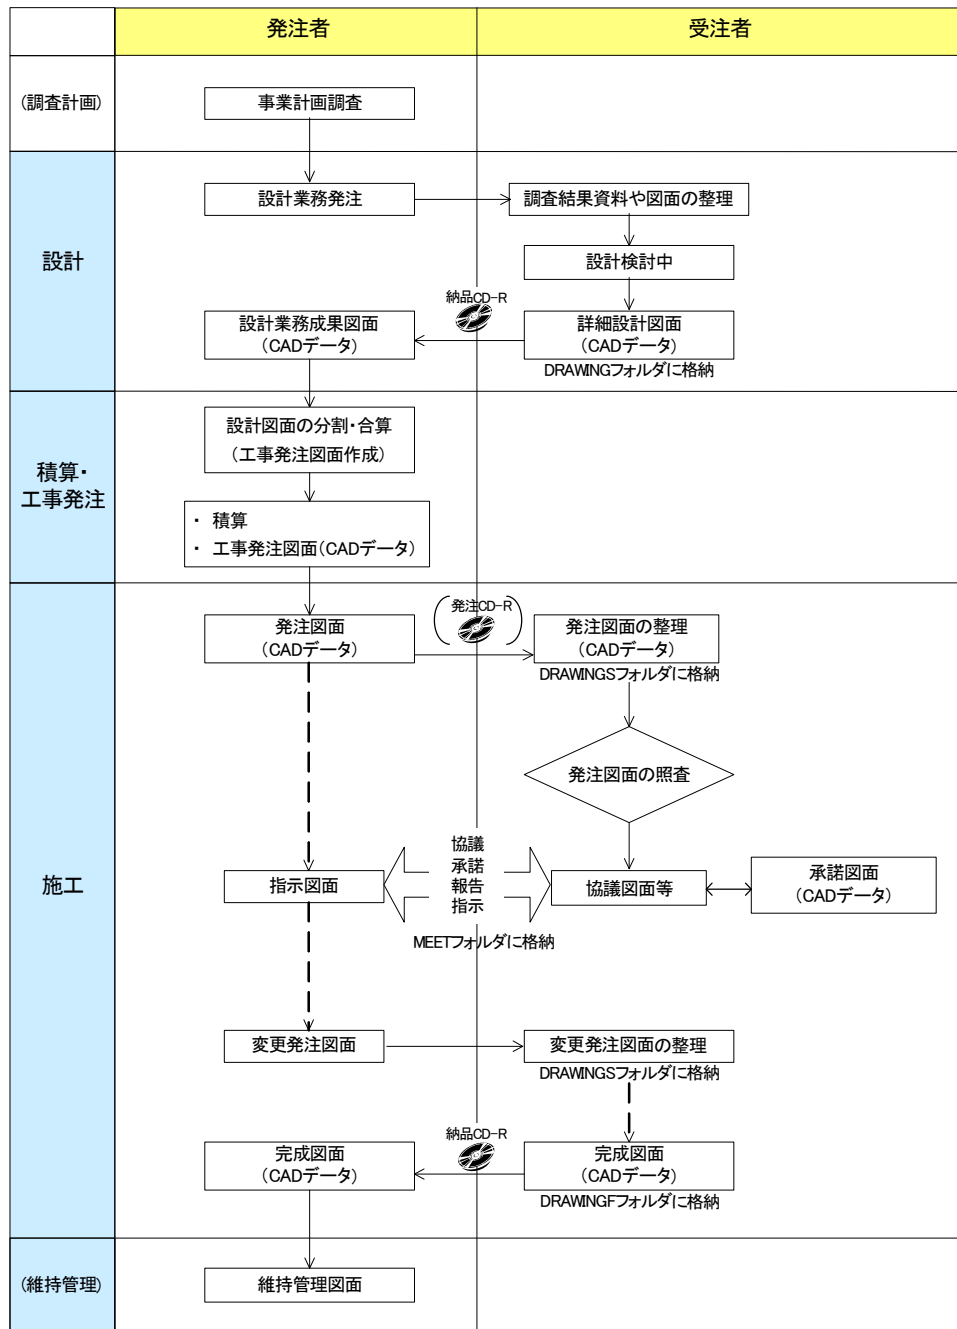 発注者
受注者
(調査計画)
事業計画調査
設計
設計業務発注
調査結果資料や図面の整理
設計検討中
納品CD-R
設計業務成果図面
(CADデータ)
詳細設計図面
(CADデータ)
DRAWINGフォルダに格納
積算・
工事発注
設計図面の分割・合算
(工事発注図面作成)
・ 積算
・ 工事発注図面(CADデータ)
施工
発注図面
(CADデータ)
発注CD-R
発注図面の整理
(CADデータ)
DRAWINGSフォルダに格納
発注図面の照査
協議
承諾
報告
指示
指示図面
協議図面等
承諾図面
(CADデータ)
MEETフォルダに格納
変更発注図面
変更発注図面の整理
DRAWINGSフォルダに格納
納品CD-R
完成図面
(CADデータ)
完成図面
(CADデータ)
DRAWINGFフォルダに格納
(維持管理)
維持管理図面